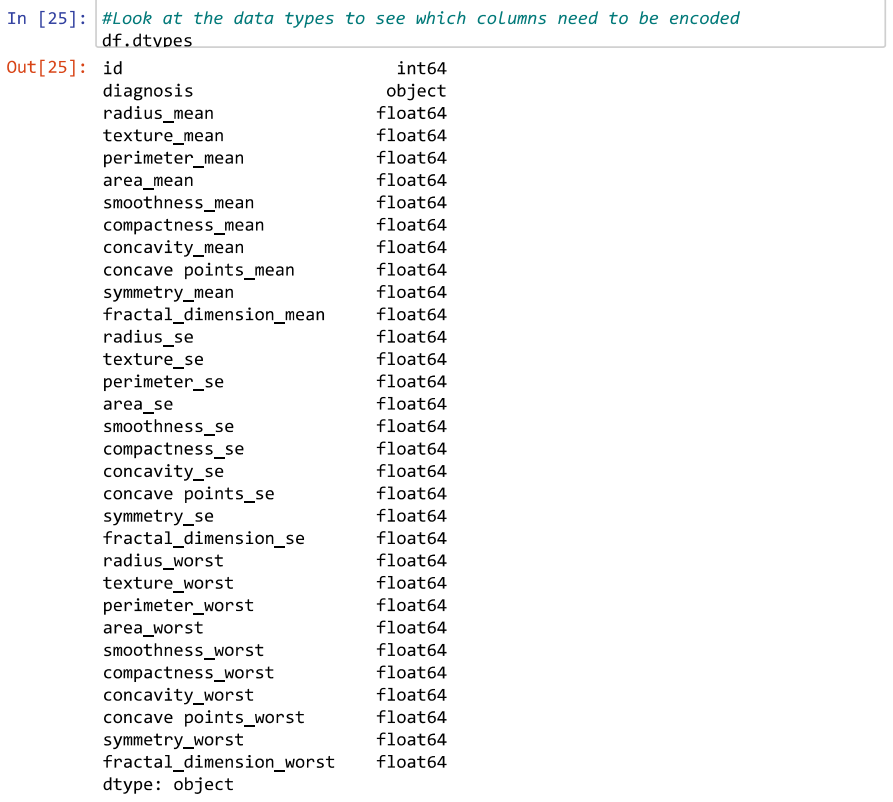 In [25]: #Look at the data types to see which columns need to be encoded
df.dtypes
Out[25]: id int64
diagnosis object
radius_mean float64
texture_mean float64
perimeter_mean float64
area_mean float64
smoothness_mean float64
compactness_mean float64
concavity_mean float64
concave points_mean float64
symmetry_mean float64
fractal_dimension_mean float64
radius_se float64
texture_se float64
perimeter_se float64
area_se float64
smoothness_se float64
compactness_se float64
concavity_se float64
concave points_se float64
symmetry_se float64
fractal_dimension_se float64
radius_worst float64
texture_worst float64
perimeter_worst float64
area_worst float64
smoothness_worst float64
compactness_worst float64
concavity_worst float64
concave points_worst float64
symmetry_worst float64
fractal_dimension_worst float64
dtype: object